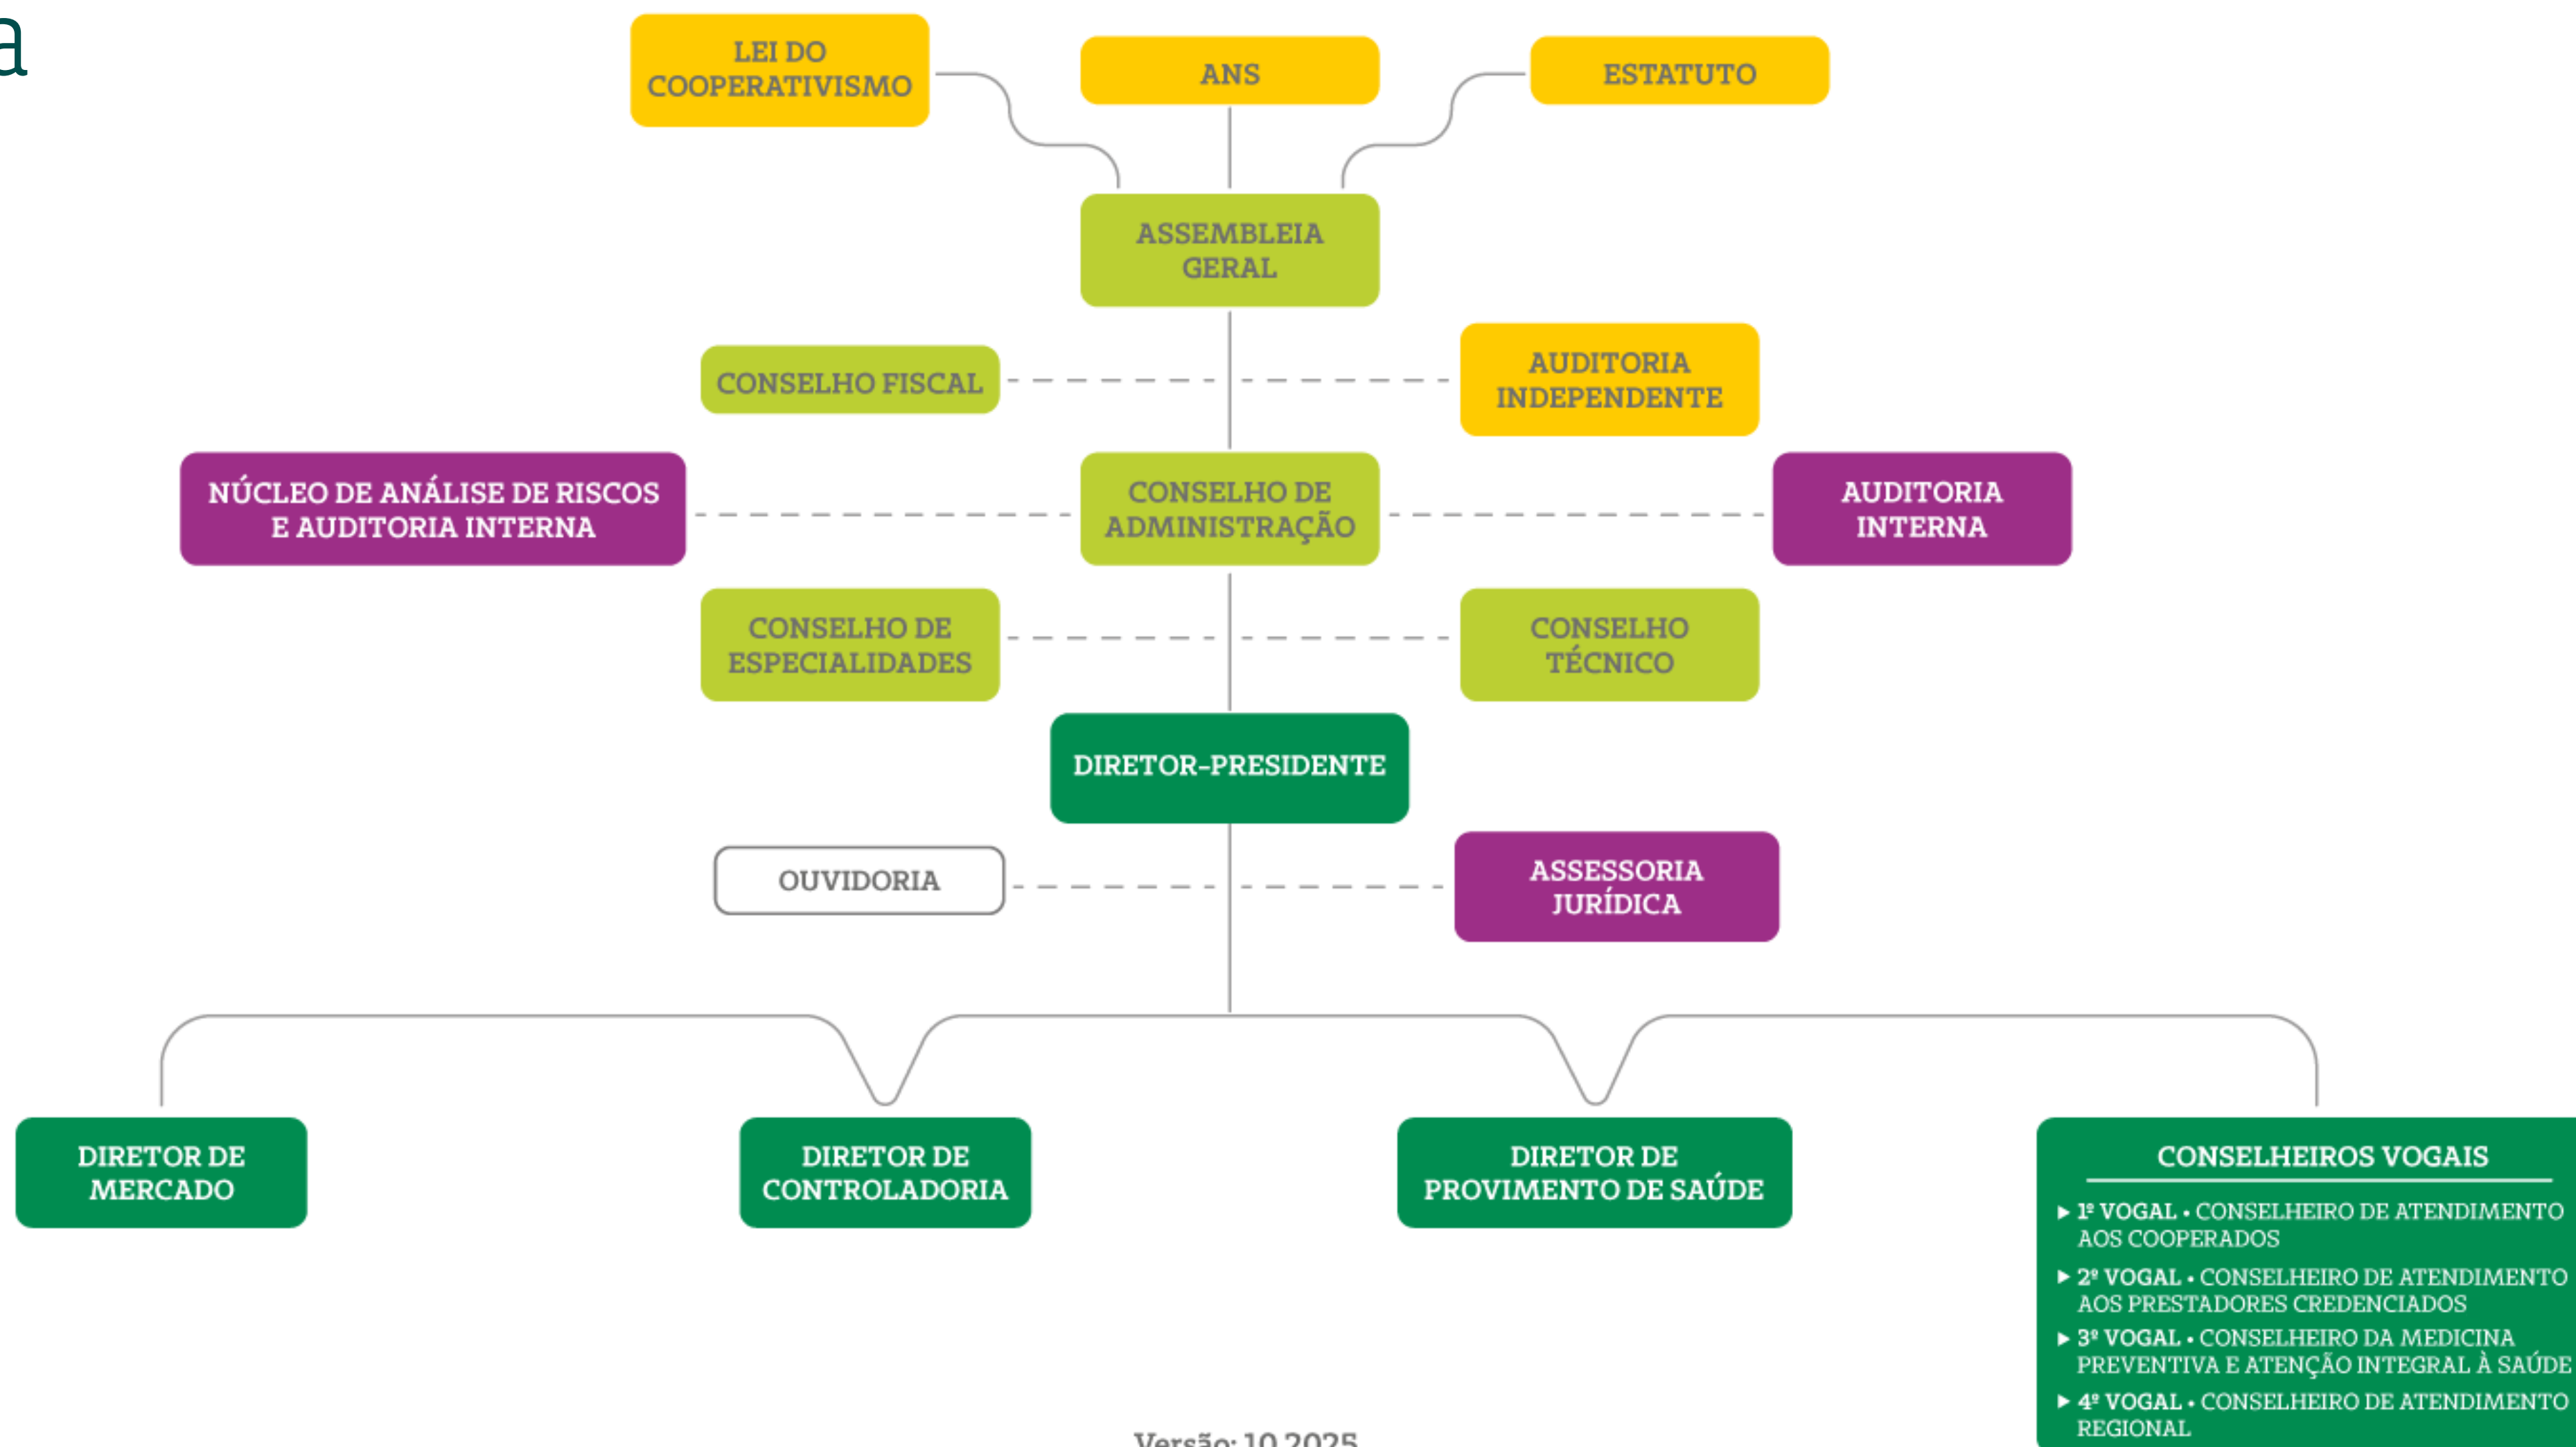 a
LEI DO
COOPERATIVISMO
ANS
ESTATUTO
ASSEMBLEIA
GERAL
CONSELHO FISCAL
AUDITORIA
INDEPENDENTE
NÚCLEO DE ANÁLISE DE RISCOS
E AUDITORIA INTERNA
CONSELHO DE
ADMINISTRAÇÃO
AUDITORIA
INTERNA
CONSELHO DE
ESPECIALIDADES
CONSELHO
TÉCNICO
DIRETOR-PRESIDENTE
OUVIDORIA
ASSESSORIA
JURÍDICA
DIRETOR DE
MERCADO
DIRETOR DE
CONTROLADORIA
DIRETOR DE
PROVIMENTO DE SAÚDE
CONSELHEIROS VOGAIS
▶ 1º VOGAL • CONSELHEIRO DE ATENDIMENTO
AOS COOPERADOS
▶ 2º VOGAL • CONSELHEIRO DE ATENDIMENTO
AOS PRESTADORES CREDENCIADOS
▶ 3º VOGAL • CONSELHEIRO DA MEDICINA
PREVENTIVA E ATENÇÃO INTEGRAL À SAÚDE
▶ 4º VOGAL • CONSELHEIRO DE ATENDIMENTO
REGIONAL
Versão: 10.2025